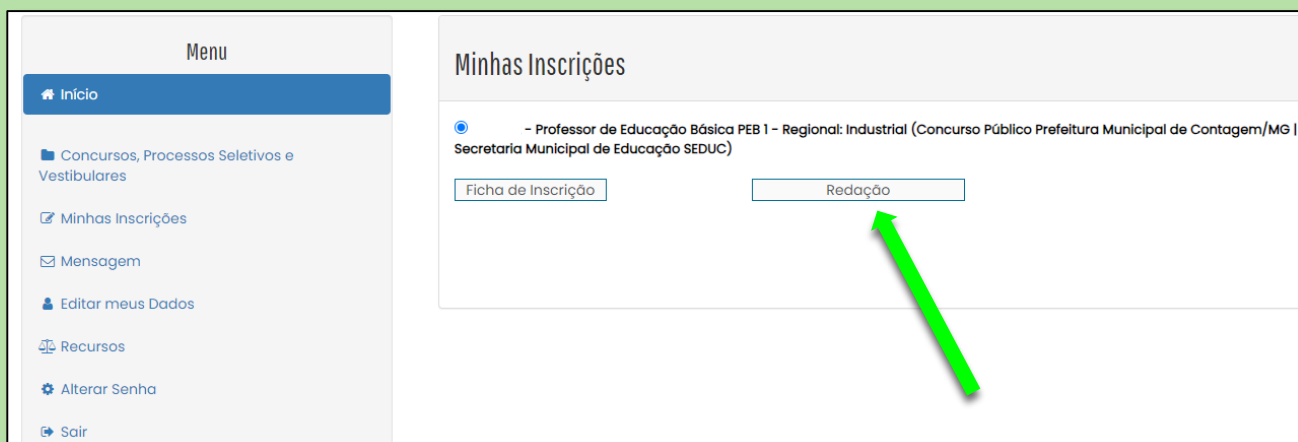 Menu
Início
Concursos, Processos Seletivos e
Vestibulares
Minhas Inscrições
Mensagem
Editar meus Dados
Recursos
Alterar Senha
Sair
Minhas Inscrições
- Professor de Educação Básica PEB 1 - Regional: Industrial (Concurso Público Prefeitura Municipal de Contagem/MG |
Secretaria Municipal de Educação SEDUC)
Ficha de Inscrição
Redação